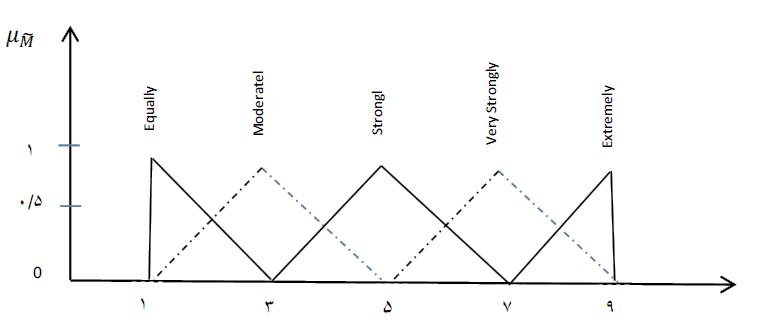 μ_M̃
Equally
Moderatel
Strongl
Very Strongly
Extremely
۱
۰/۵
0
۱
۳
۵
۷
۹